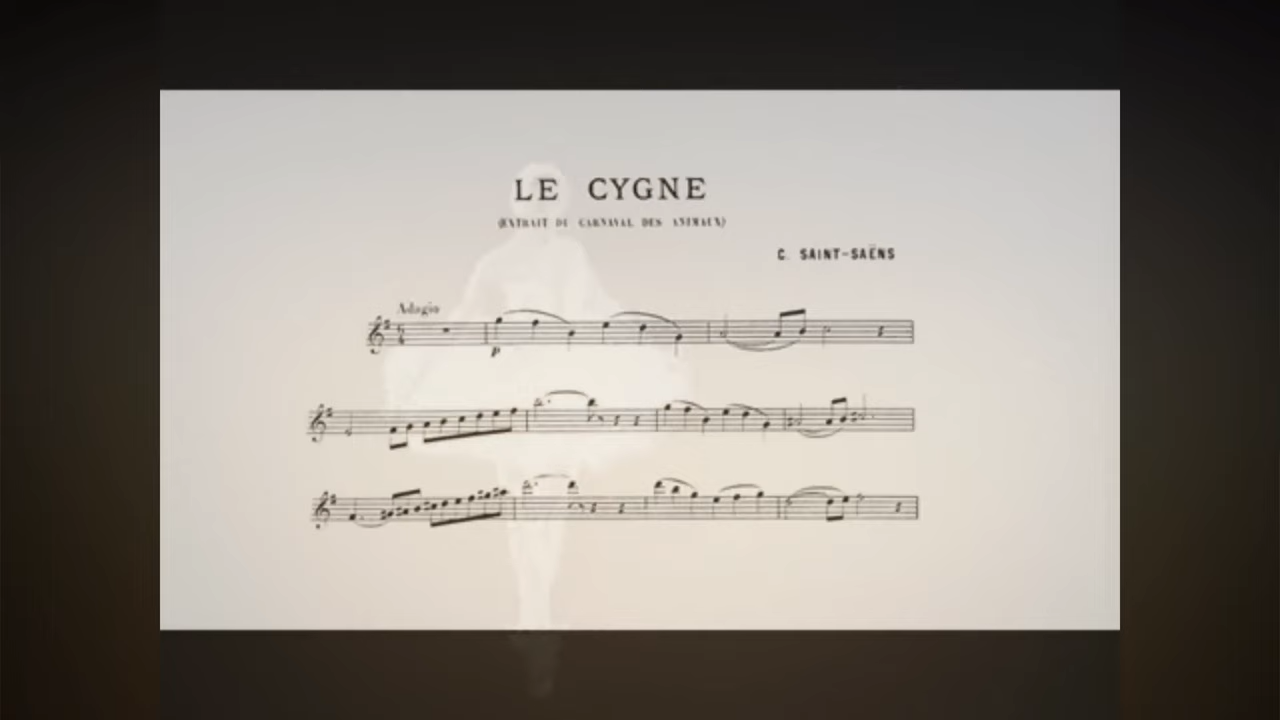 LE CYGNE
(EXTRAIT DU CARNAVAL DES ANIMAUX)
C. SAINT-SAËNS
Adagio
p